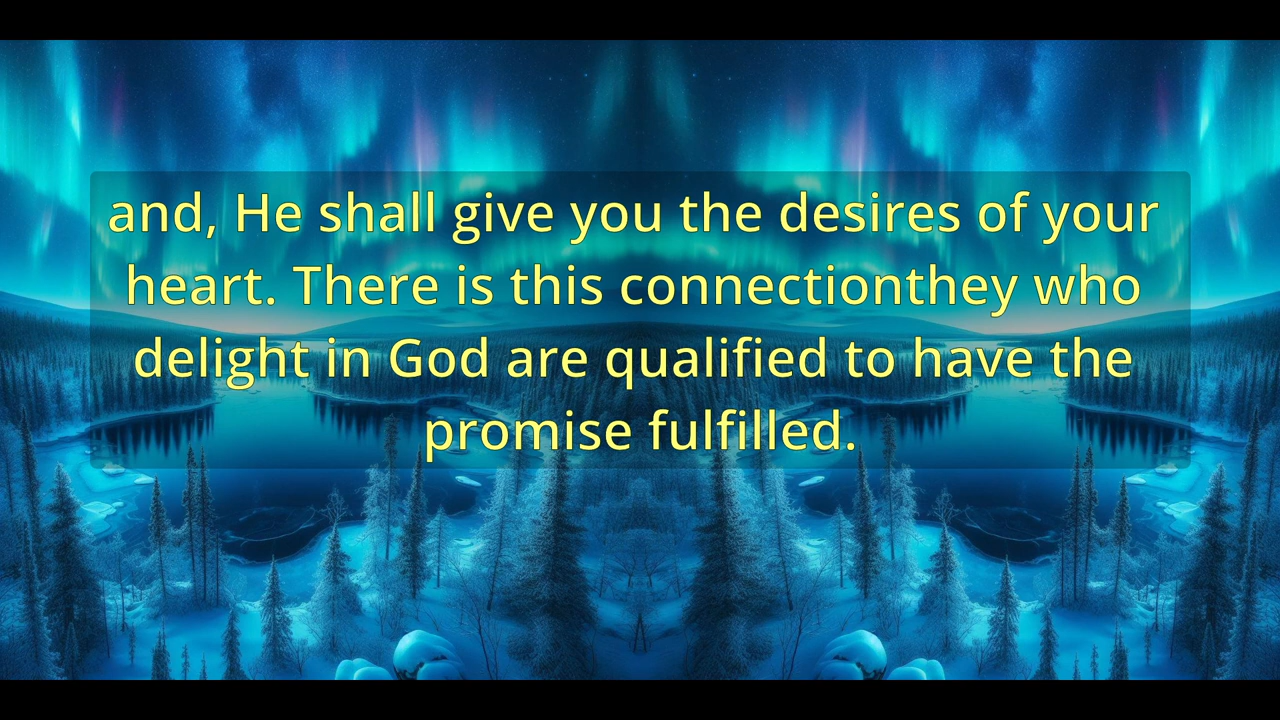 and, He shall give you the desires of your
heart. There is this connectionthey who
delight in God are qualified to have the
promise fulfilled.